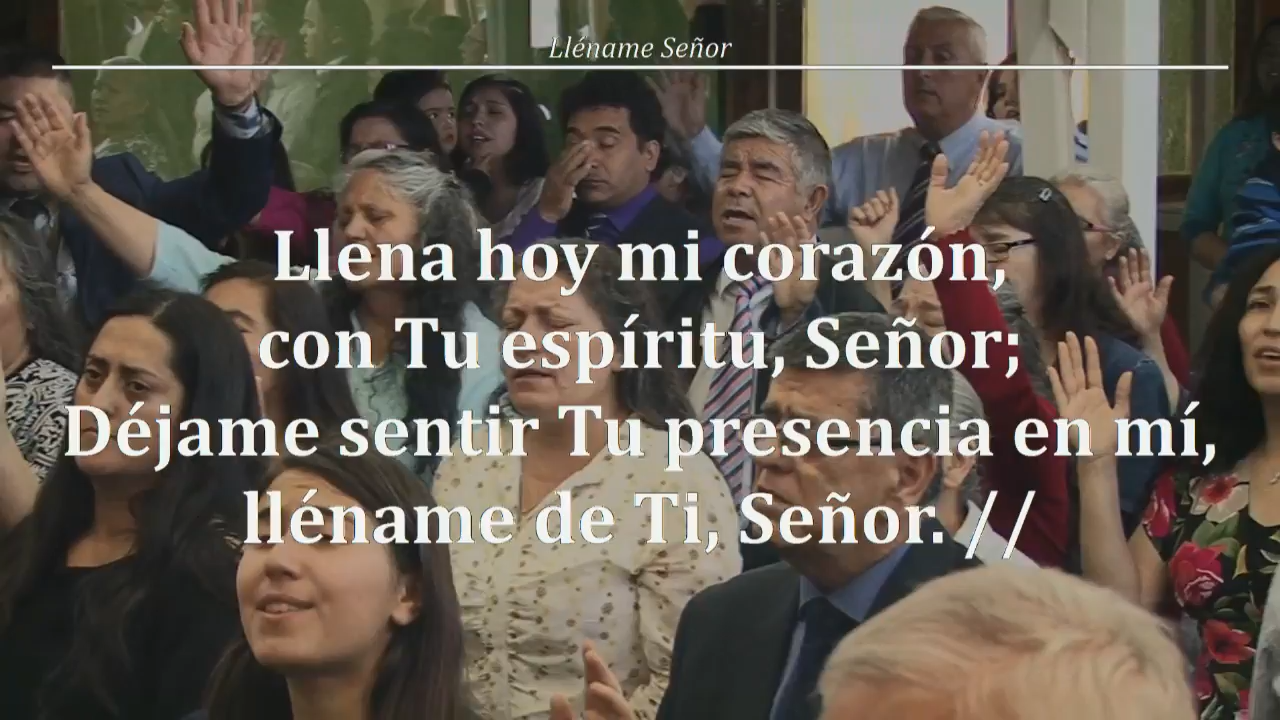 Lléname Señor
Llena hoy mi corazón,
con Tu espíritu, Señor;
Déjame sentir Tu presencia en mí,
lléname de Ti, Señor. //